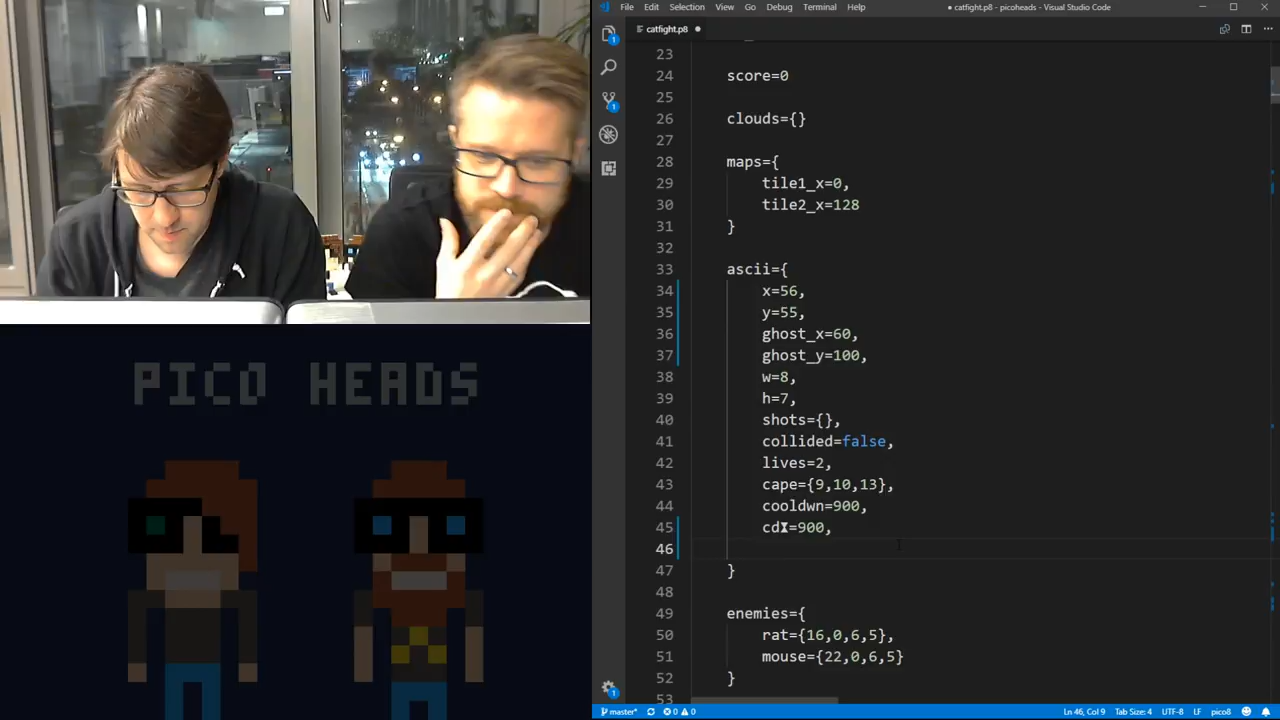 File Edit Selection View Go Debug Terminal Help
● catfight.p8 - picoheads - Visual Studio Code
catfight.p8 ●
23
24 score=0
25
26 clouds={}
27
28 maps={
29 tile1_x=0,
30 tile2_x=128
31 }
32
33 ascii={
34 x=56,
35 y=55,
36 ghost_x=60,
37 ghost_y=100,
38 w=8,
39 h=7,
40 shots={},
41 collided=false,
42 lives=2,
43 cape={9,10,13},
44 cooldwn=900,
45 cd=900,
46
47 }
48
49 enemies={
50 rat={16,0,6,5},
51 mouse={22,0,6,5}
52 }
53
PICO HEADS
master* 0 0 Ln 46, Col 9 Tab Size: 4 UTF-8 LF pico8